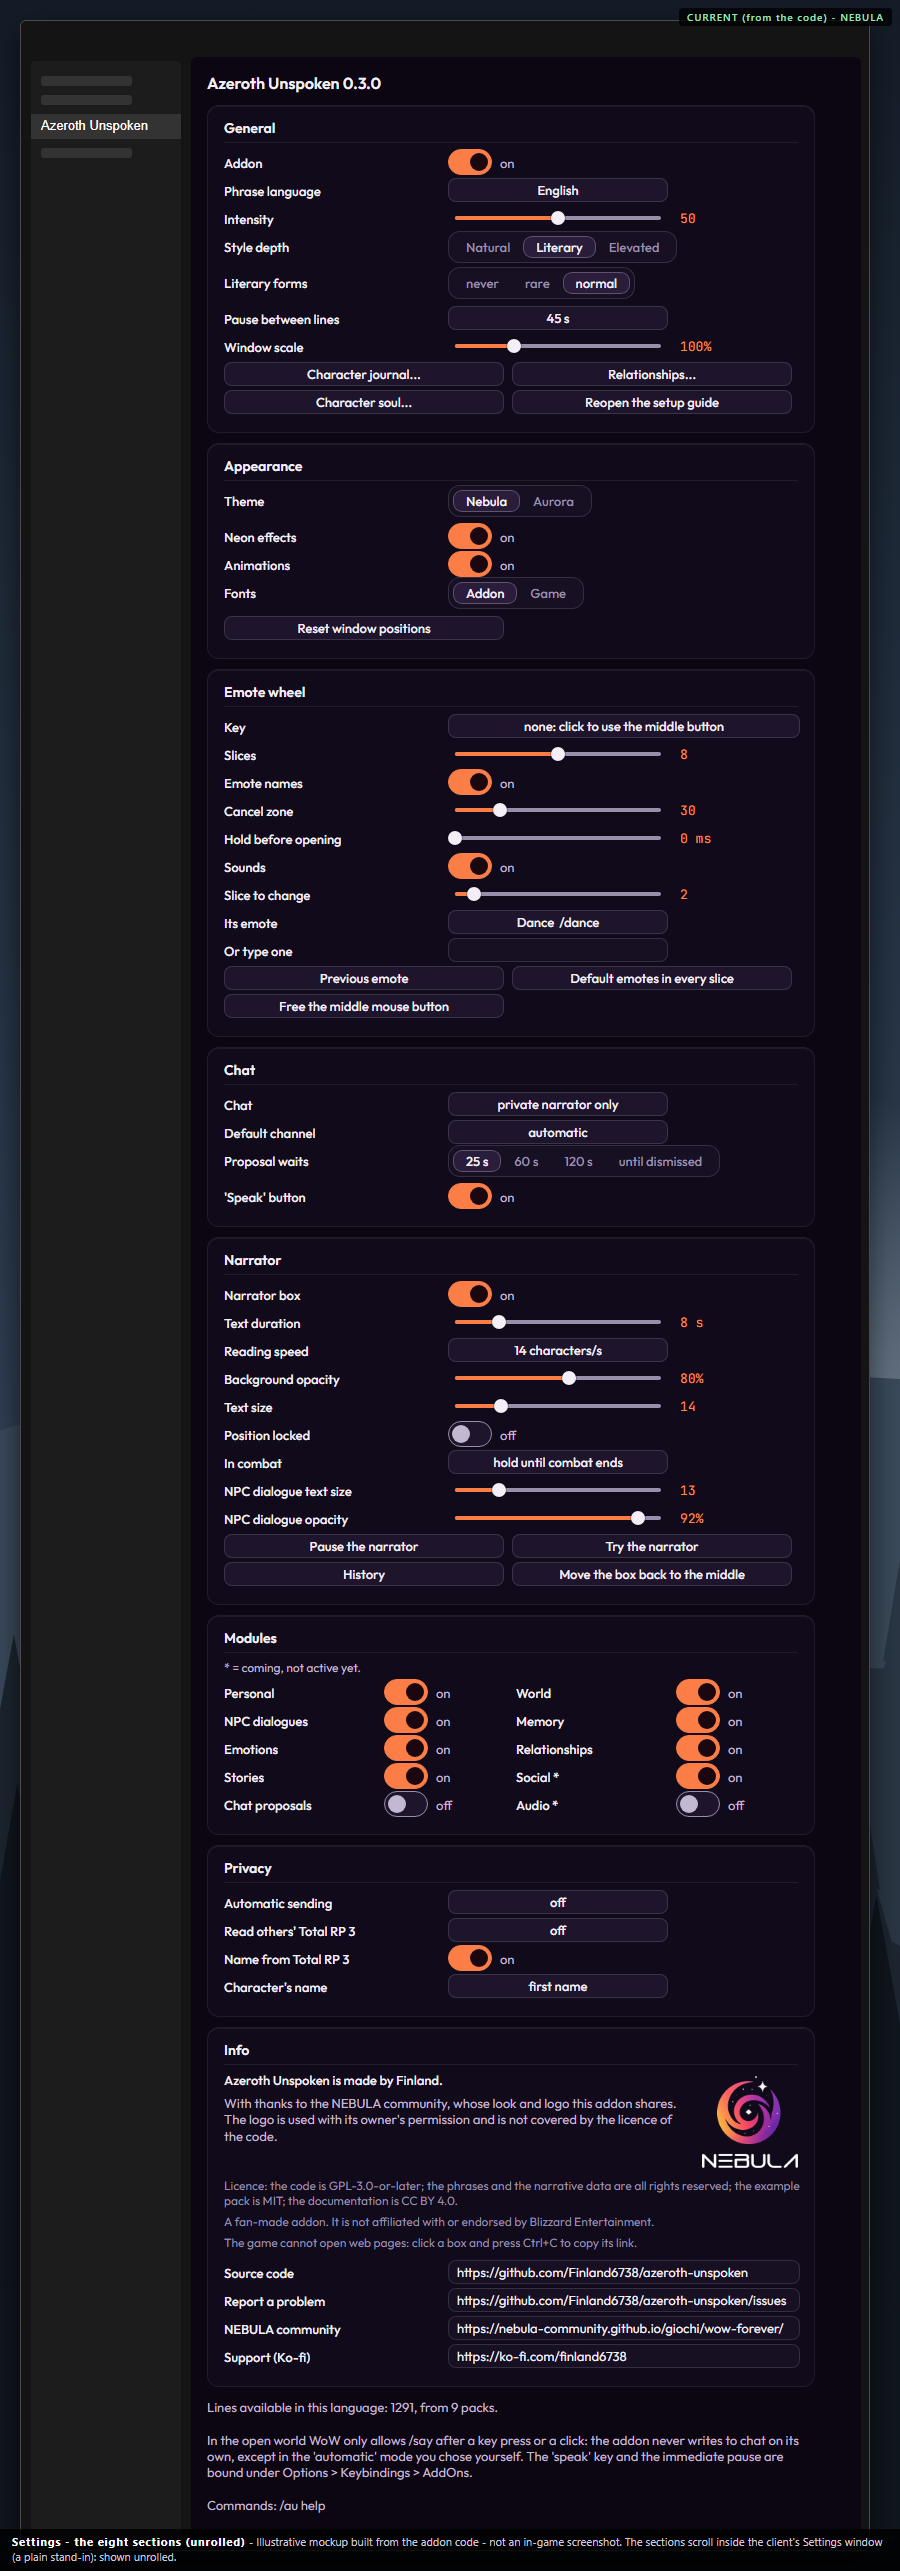 CURRENT (from the code) - NEBULA
Azeroth Unspoken
Azeroth Unspoken 0.3.0
General
Addon on
Phrase language English
Intensity 50
Style depth Natural Literary Elevated
Literary forms never rare normal
Pause between lines 45 s
Window scale 100%
Character journal... Relationships...
Character soul... Reopen the setup guide
Appearance
Theme Nebula Aurora
Neon effects on
Animations on
Fonts Addon Game
Reset window positions
Emote wheel
Key none: click to use the middle button
Slices 8
Emote names on
Cancel zone 30
Hold before opening 0 ms
Sounds on
Slice to change 2
Its emote Dance /dance
Or type one
Previous emote Default emotes in every slice
Free the middle mouse button
Chat
Chat private narrator only
Default channel automatic
Proposal waits 25 s 60 s 120 s until dismissed
'Speak' button on
Narrator
Narrator box on
Text duration 8 s
Reading speed 14 characters/s
Background opacity 80%
Text size 14
Position locked off
In combat hold until combat ends
NPC dialogue text size 13
NPC dialogue opacity 92%
Pause the narrator Try the narrator
History Move the box back to the middle
Modules
* = coming, not active yet.
Personal on World on
NPC dialogues on Memory on
Emotions on Relationships on
Stories on Social * on
Chat proposals off Audio * off
Privacy
Automatic sending off
Read others' Total RP 3 off
Name from Total RP 3 on
Character's name first name
Info
Azeroth Unspoken is made by Finland.
With thanks to the NEBULA community, whose look and logo this addon shares.
The logo is used with its owner's permission and is not covered by the licence of
the code.
NEBULA
Licence: the code is GPL-3.0-or-later; the phrases and the narrative data are all rights reserved; the example
pack is MIT; the documentation is CC BY 4.0.
A fan-made addon. It is not affiliated with or endorsed by Blizzard Entertainment.
The game cannot open web pages: click a box and press Ctrl+C to copy its link.
Source code https://github.com/Finland6738/azeroth-unspoken
Report a problem https://github.com/Finland6738/azeroth-unspoken/issues
NEBULA community https://nebula-community.github.io/giochi/wow-forever/
Support (Ko-fi) https://ko-fi.com/finland6738
Lines available in this language: 1291, from 9 packs.
In the open world WoW only allows /say after a key press or a click: the addon never writes to chat on its
own, except in the 'automatic' mode you chose yourself. The 'speak' key and the immediate pause are
bound under Options > Keybindings > AddOns.
Commands: /au help
Settings - the eight sections (unrolled) - Illustrative mockup built from the addon code - not an in-game screenshot. The sections scroll inside the client's Settings window
(a plain stand-in): shown unrolled.